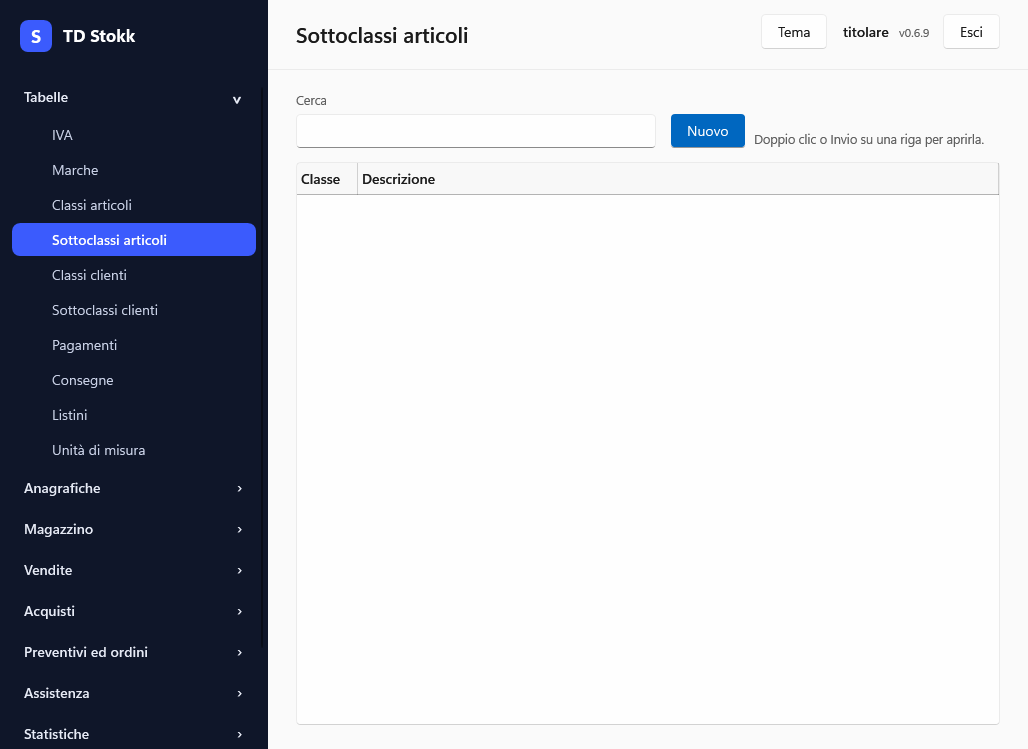 S TD Stokk
Tabelle
IVA
Marche
Classi articoli
Sottoclassi articoli
Classi clienti
Sottoclassi clienti
Pagamenti
Consegne
Listini
Unità di misura
Anagrafiche
Magazzino
Vendite
Acquisti
Preventivi ed ordini
Assistenza
Statistiche
Sottoclassi articoli
Tema titolare v0.6.9 Esci
Cerca
Nuovo Doppio clic o Invio su una riga per aprirla.
Classe Descrizione